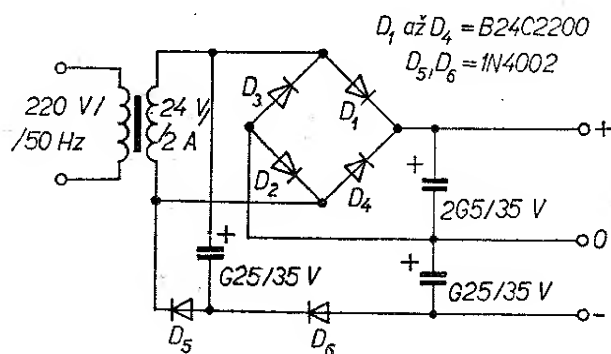 D₁ až D₄ = B24C2200
D₅, D₆ = 1N4002
220 V/
/50 Hz
24 V/
/2 A
D₃
D₁
D₂
D₄
+
+
2G5/35 V
0
+
G25/35 V
+
G25/35 V
-
D₅
D₆